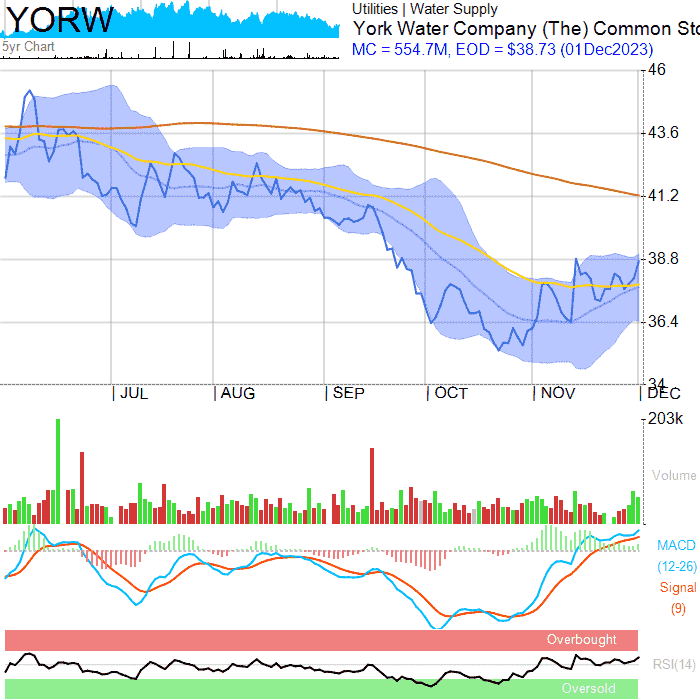 YORW
5yr Chart
Utilities | Water Supply
York Water Company (The) Common Sto
MC = 554.7M, EOD = $38.73 (01Dec2023)
46
43.6
41.2
38.8
36.4
34
JUL AUG SEP OCT NOV DEC
203k
Volume
MACD
(12-26)
Signal
(9)
Overbought
RSI(14)
Oversold